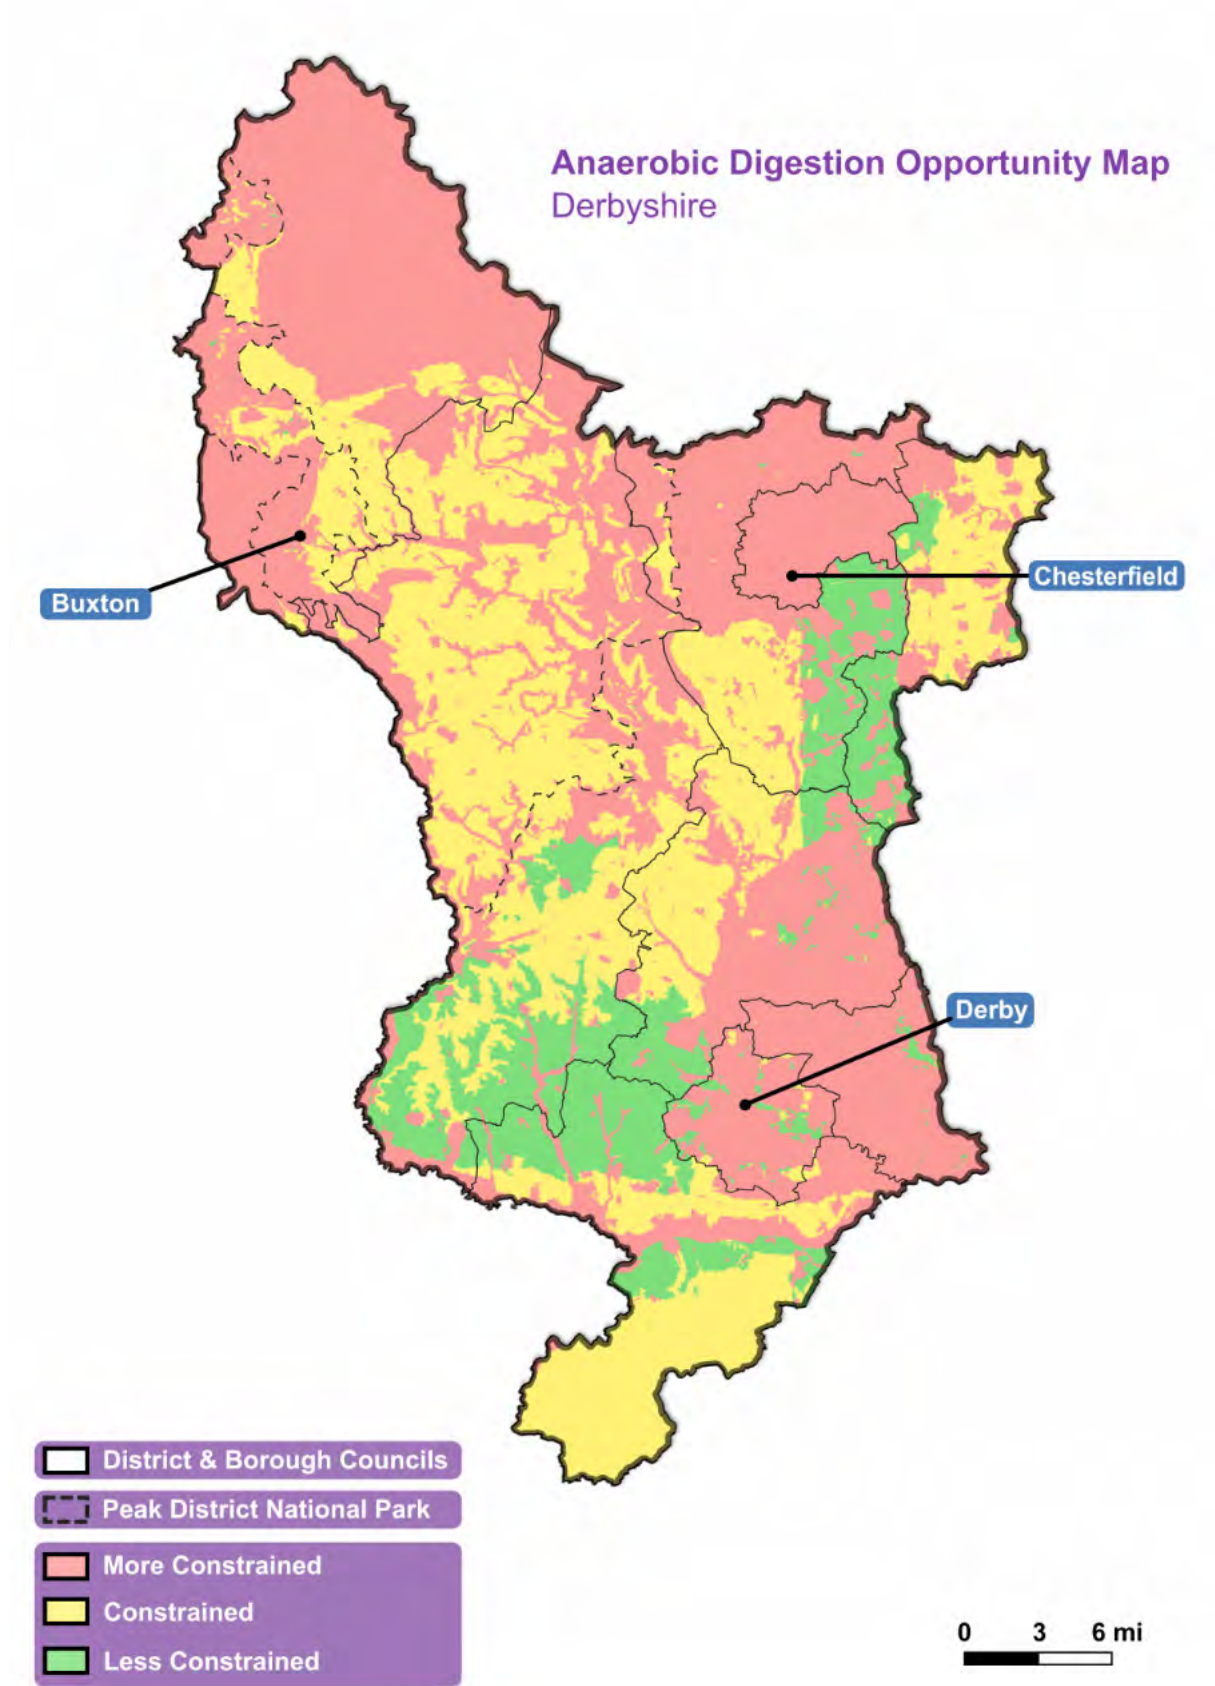 Anaerobic Digestion Opportunity Map
Derbyshire
Buxton
Chesterfield
Derby
District & Borough Councils
Peak District National Park
More Constrained
Constrained
Less Constrained
0 3 6 mi